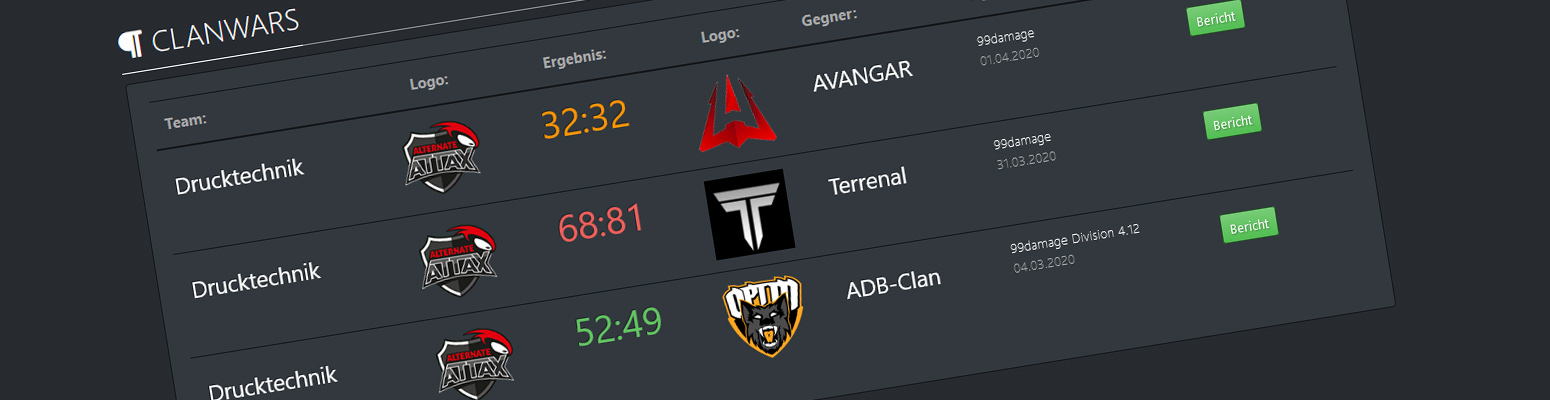 ¶ CLANWARS
Team: Logo: Ergebnis: Logo: Gegner:
Drucktechnik ALTERNATE ATTAX 32:32 AVANGAR 99damage Bericht
01.04.2020
Drucktechnik ALTERNATE ATTAX 68:81 Terrenal 99damage Bericht
31.03.2020
Drucktechnik ALTERNATE ATTAX 52:49 ADB-Clan 99damage Division 4.12 Bericht
04.03.2020